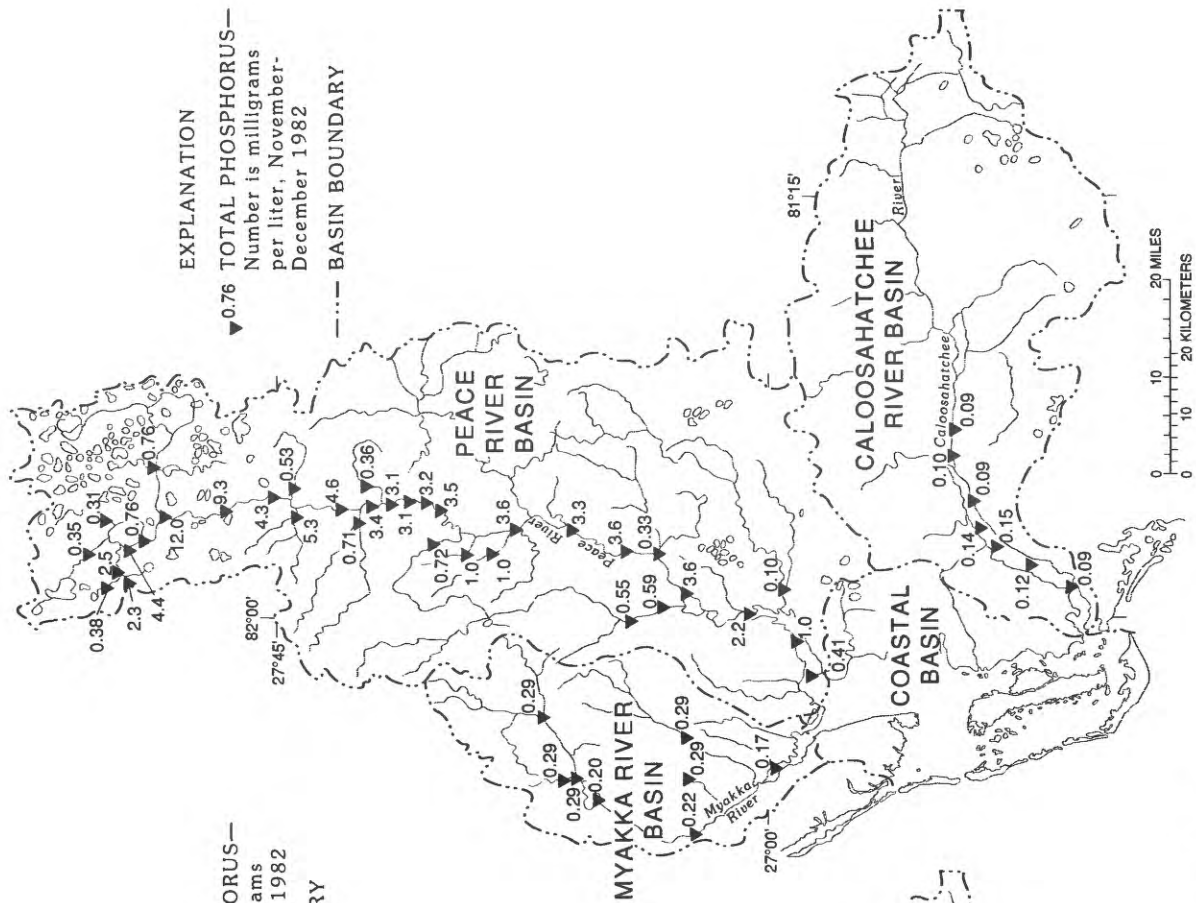 EXPLANATION
0.76 TOTAL PHOSPHORUS—
Number is milligrams
per liter, November-
December 1982
BASIN BOUNDARY
ORUS—
ams
1982
RY
0.35
0.31
0.38
2.5
0.76
0.76
2.3
4.4
12.0
9.3
82°00'
27°45'
4.3
0.53
5.3
4.6
0.36
0.71
3.4
3.1
3.1
3.2
3.5
PEACE
RIVER
BASIN
0.72
1.0
1.0
3.6
River
3.3
Peace
3.6
0.33
0.55
0.59
3.6
2.2
0.10
1.0
0.41
0.29
0.29
0.29
0.20
0.29
0.29
0.22
0.17
Myakka
River
MYAKKA RIVER
BASIN
27°00'
COASTAL
BASIN
81°15'
CALOOSAHATCHEE
RIVER BASIN
River
Caloosahatchee
0.10
0.09
0.09
0.14
0.15
0.12
0.09
0 10 20 MILES
0 10 20 KILOMETERS